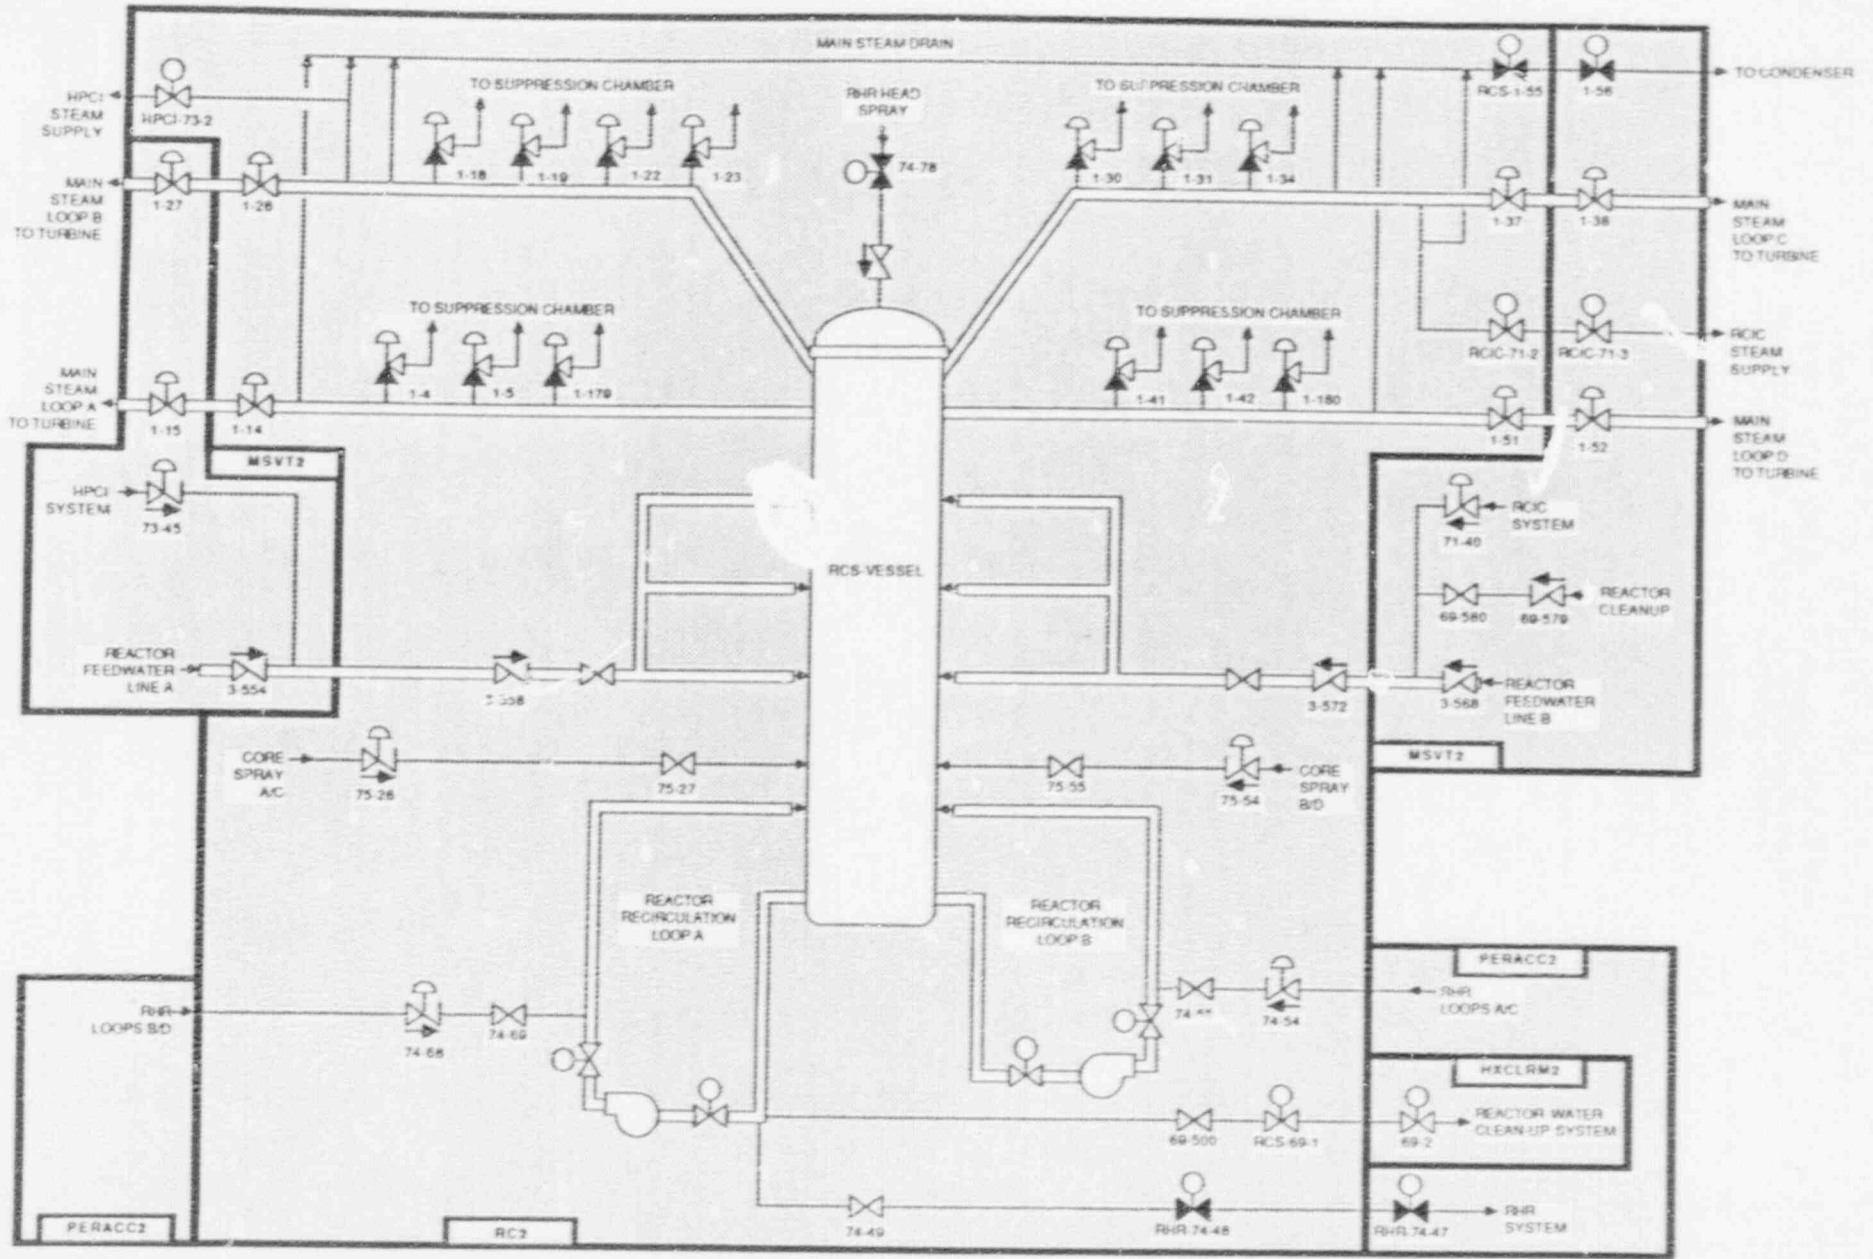 MAIN STEAM DRAIN
TO CONDENSER
RCS-1-55
1-56
HPCI
STEAM
SUPPLY
HPCI-73-2
TO SUPPRESSION CHAMBER
1-18
1-19
1-22
1-23
RHR HEAD
SPRAY
74-78
TO SUPPRESSION CHAMBER
1-30
1-31
1-34
MAIN
STEAM
LOOP B
TO TURBINE
1-27
1-26
1-37
1-38
MAIN
STEAM
LOOP C
TO TURBINE
TO SUPPRESSION CHAMBER
1-4
1-5
1-179
TO SUPPRESSION CHAMBER
1-41
1-42
1-180
RCIC-71-2
RCIC-71-3
RCIC
STEAM
SUPPLY
MAIN
STEAM
LOOP A
TO TURBINE
1-15
1-14
1-51
1-52
MAIN
STEAM
LOOP D
TO TURBINE
MSVT2
HPCI
SYSTEM
73-45
RCIC
SYSTEM
71-40
RCS-VESSEL
69-580
69-579
REACTOR
CLEANUP
REACTOR
FEEDWATER
LINE A
3-554
3-572
3-568
REACTOR
FEEDWATER
LINE B
MSVT2
CORE
SPRAY
A/C
75-26
75-27
75-55
75-54
CORE
SPRAY
B/D
REACTOR
RECIRCULATION
LOOP A
REACTOR
RECIRCULATION
LOOP B
PERACC2
RHR
LOOPS B/D
74-68
74-69
74-54
RHR
LOOPS A/C
HXCLRM2
69-500
RCS-69-1
69-2
REACTOR WATER
CLEAN-UP SYSTEM
74-49
RHR-74-48
RHR-74-47
RHR
SYSTEM
PERACC2
RC2